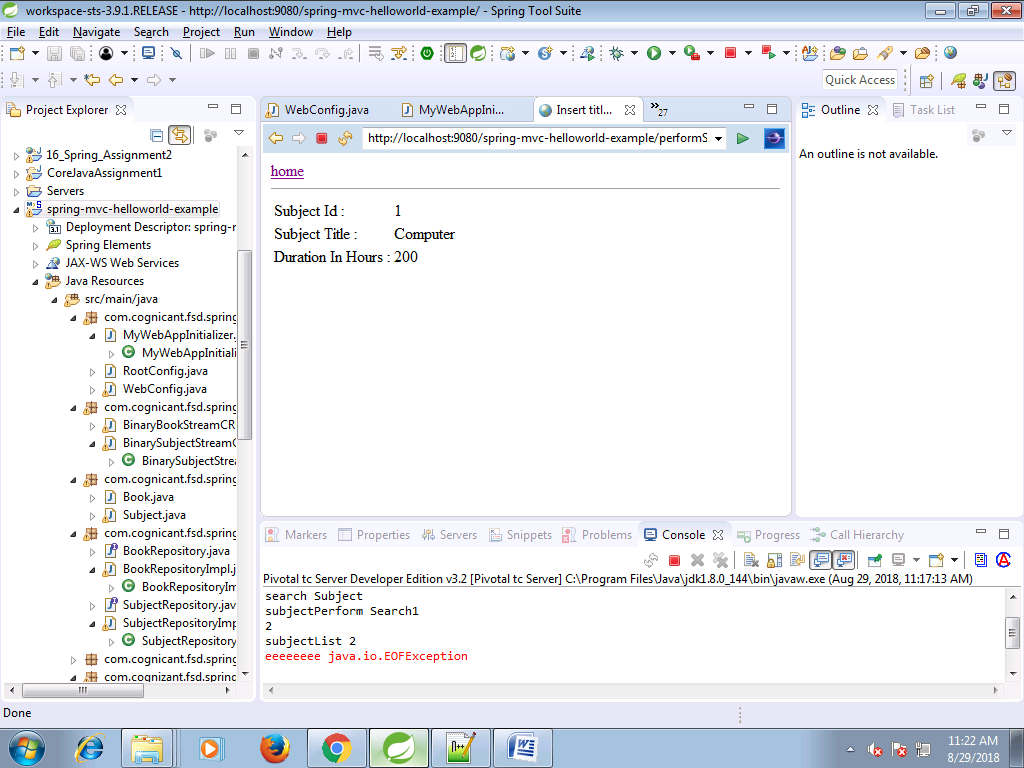 workspace-sts-3.9.1.RELEASE - http://localhost:9080/spring-mvc-helloworld-example/ - Spring Tool Suite
File Edit Navigate Search Project Run Window Help
Quick Access
Project Explorer
16_Spring_Assignment2
CoreJavaAssignment1
Servers
spring-mvc-helloworld-example
Deployment Descriptor: spring-r
Spring Elements
JAX-WS Web Services
Java Resources
src/main/java
com.cognicant.fsd.spring
MyWebAppInitializer.
MyWebAppInitiali
RootConfig.java
WebConfig.java
com.cognicant.fsd.spring
BinaryBookStreamCR
BinarySubjectStreamC
BinarySubjectStrea
com.cognicant.fsd.spring
Book.java
Subject.java
com.cognicant.fsd.spring
BookRepository.java
BookRepositoryImpl.j
BookRepositoryIm
SubjectRepository.jav
SubjectRepositoryImp
SubjectRepository
com.cognicant.fsd.spring
com.cognizant.fsd.spring
WebConfig.java MyWebAppIni... Insert titl... 27
http://localhost:9080/spring-mvc-helloworld-example/performS
home
Subject Id : 1
Subject Title : Computer
Duration In Hours : 200
Outline Task List
An outline is not available.
Markers Properties Servers Snippets Problems Console Progress Call Hierarchy
Pivotal tc Server Developer Edition v3.2 [Pivotal tc Server] C:\Program Files\Java\jdk1.8.0_144\bin\javaw.exe (Aug 29, 2018, 11:17:13 AM)
search Subject
subjectPerform Search1
2
subjectList 2
eeeeeeee java.io.EOFException
Done
11:22 AM
8/29/2018